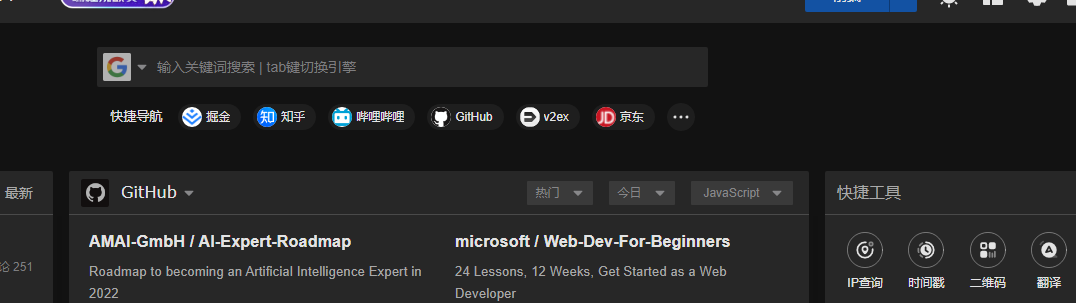 输入关键词搜索 | tab键切换引擎
快捷导航 掘金 知乎 哔哩哔哩 GitHub v2ex JD 京东 •••
最新
GitHub 热门 今日 JavaScript
快捷工具
AMAI-GmbH / AI-Expert-Roadmap
Roadmap to becoming an Artificial Intelligence Expert in
2022
microsoft / Web-Dev-For-Beginners
24 Lessons, 12 Weeks, Get Started as a Web
Developer
论 251
IP查询 时间戳 二维码 翻译